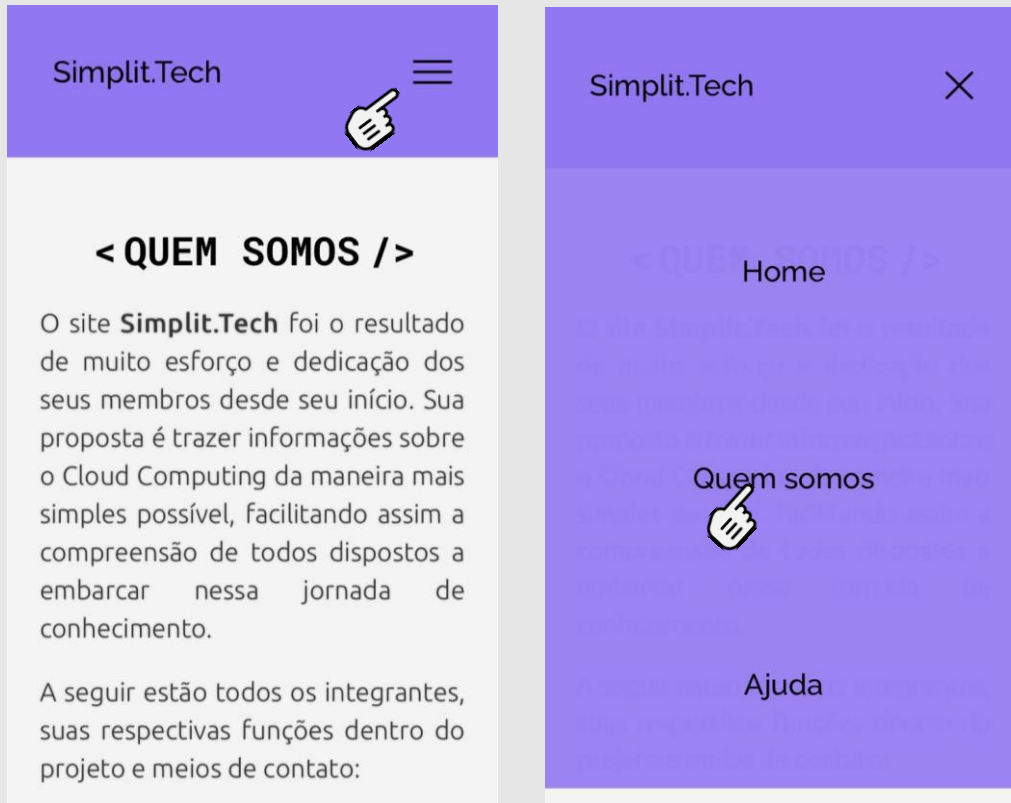 Simplit.Tech
< QUEM SOMOS />
O site Simplit.Tech foi o resultado
de muito esforço e dedicação dos
seus membros desde seu início. Sua
proposta é trazer informações sobre
o Cloud Computing da maneira mais
simples possível, facilitando assim a
compreensão de todos dispostos a
embarcar nessa jornada de
conhecimento.
A seguir estão todos os integrantes,
suas respectivas funções dentro do
projeto e meios de contato:
Simplit.Tech
< QUEM SOMOS />
Home
Quem somos
Ajuda